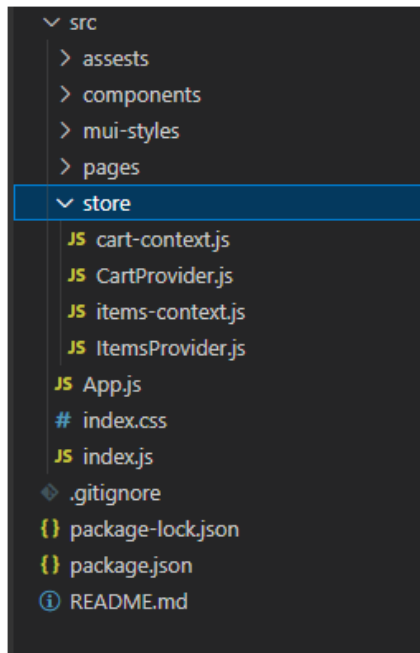 src
assests
components
mui-styles
pages
store
JS cart-context.js
JS CartProvider.js
JS items-context.js
JS ItemsProvider.js
JS App.js
# index.css
JS index.js
.gitignore
{} package-lock.json
{} package.json
README.md